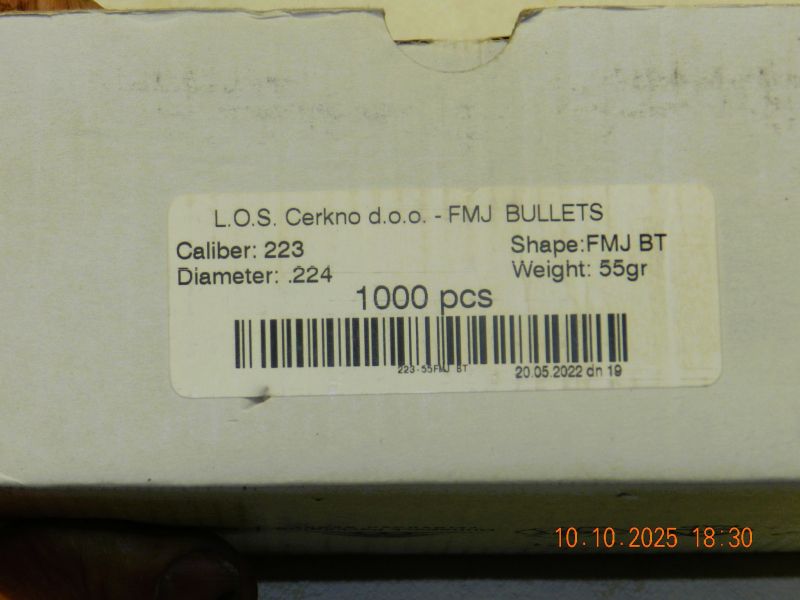 L.O.S. Cerkno d.o.o. - FMJ BULLETS
Caliber: 223 Shape:FMJ BT
Diameter: .224 Weight: 55gr
1000 pcs
223-55FMJ BT 20.05.2022 dn 19
10.10.2025 18:30